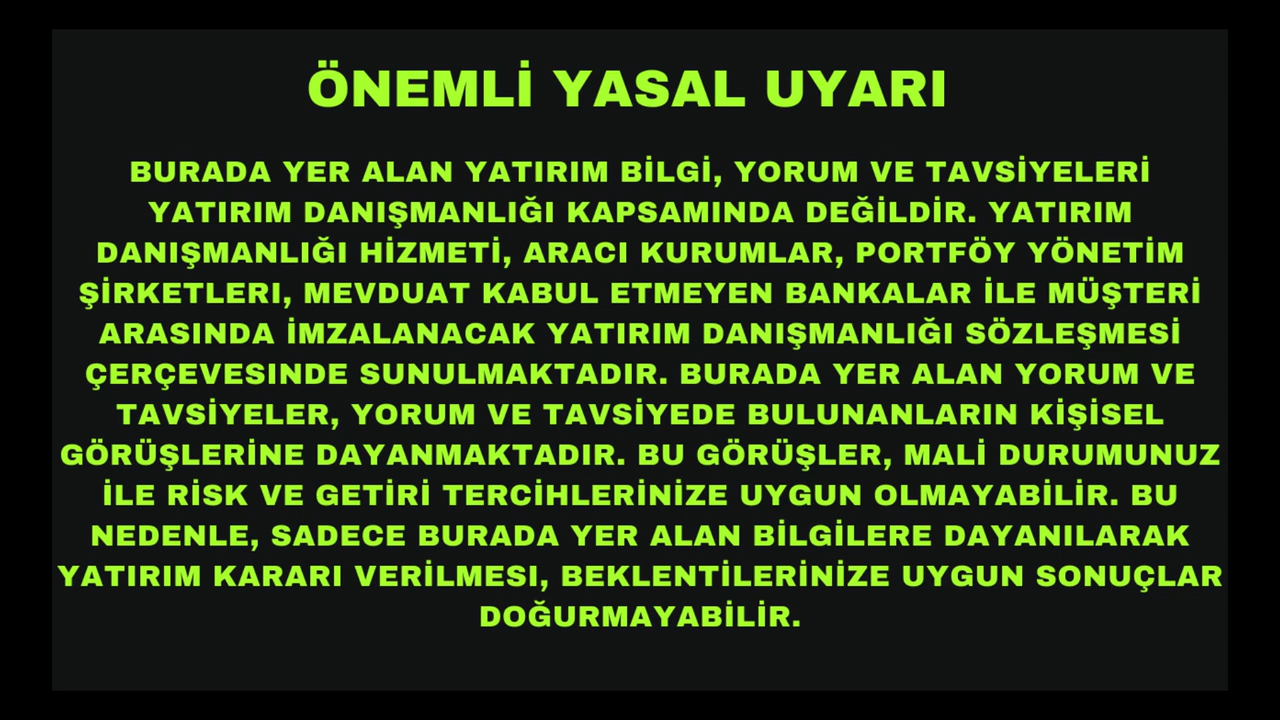 ÖNEMLİ YASAL UYARI
BURADA YER ALAN YATIRIM BİLGİ, YORUM VE TAVSİYELERİ
YATIRIM DANIŞMANLIĞI KAPSAMINDA DEĞİLDİR. YATIRIM
DANIŞMANLIĞI HİZMETİ, ARACI KURUMLAR, PORTFÖY YÖNETİM
ŞİRKETLERI, MEVDUAT KABUL ETMEYEN BANKALAR İLE MÜŞTERİ
ARASINDA İMZALANACAK YATIRIM DANIŞMANLIĞI SÖZLEŞMESİ
ÇERÇEVESINDE SUNULMAKTADIR. BURADA YER ALAN YORUM VE
TAVSİYELER, YORUM VE TAVSİYEDE BULUNANLARIN KİŞİSEL
GÖRÜŞLERİNE DAYANMAKTADIR. BU GÖRÜŞLER, MALİ DURUMUNUZ
İLE RİSK VE GETİRİ TERCİHLERİNİZE UYGUN OLMAYABİLİR. BU
NEDENLE, SADECE BURADA YER ALAN BİLGİLERE DAYANILARAK
YATIRIM KARARI VERİLMESI, BEKLENTİLERİNİZE UYGUN SONUÇLAR
DOĞURMAYABİLİR.